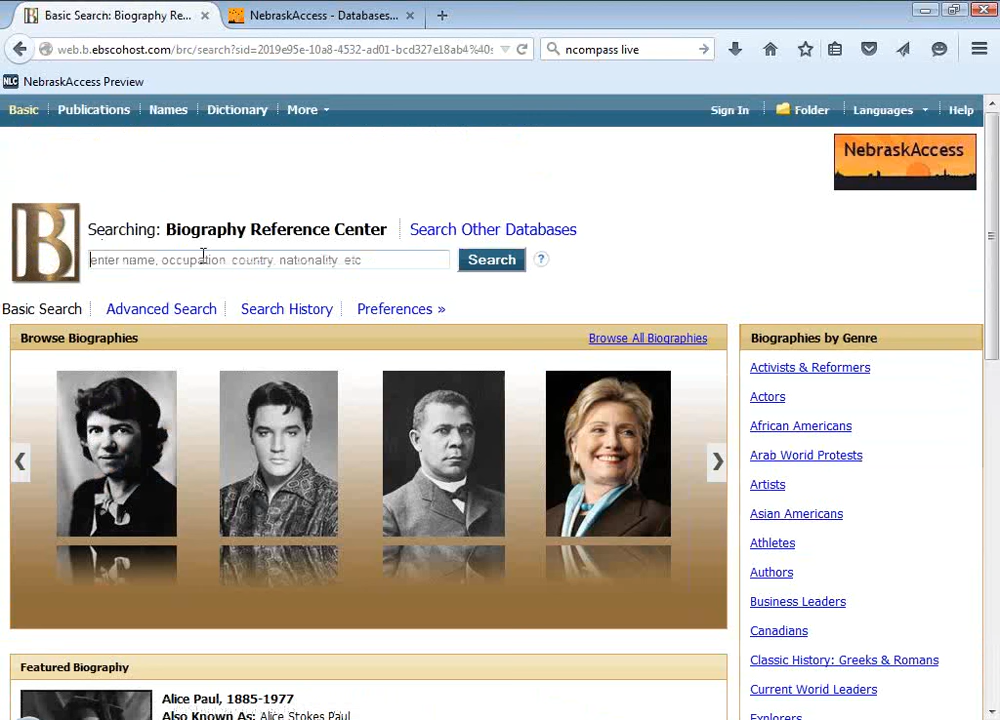 Basic Search: Biography Re...
NebraskAccess - Databases...
web.b.ebscohost.com/brc/search?sid=2019e95e-10a8-4532-ad01-bcd327e18ab4%40s
ncompass live
NLC NebraskAccess Preview
Basic Publications Names Dictionary More
Sign In Folder Languages Help
NebraskAccess
B
Searching: Biography Reference Center Search Other Databases
enter name, occupation, country, nationality, etc
Search ?
Basic Search Advanced Search Search History Preferences »
Browse Biographies Browse All Biographies
Biographies by Genre
Activists & Reformers
Actors
African Americans
Arab World Protests
Artists
Asian Americans
Athletes
Authors
Business Leaders
Canadians
Classic History: Greeks & Romans
Current World Leaders
Explorers
Featured Biography
Alice Paul, 1885-1977
Also Known As: Alice Stokes Paul